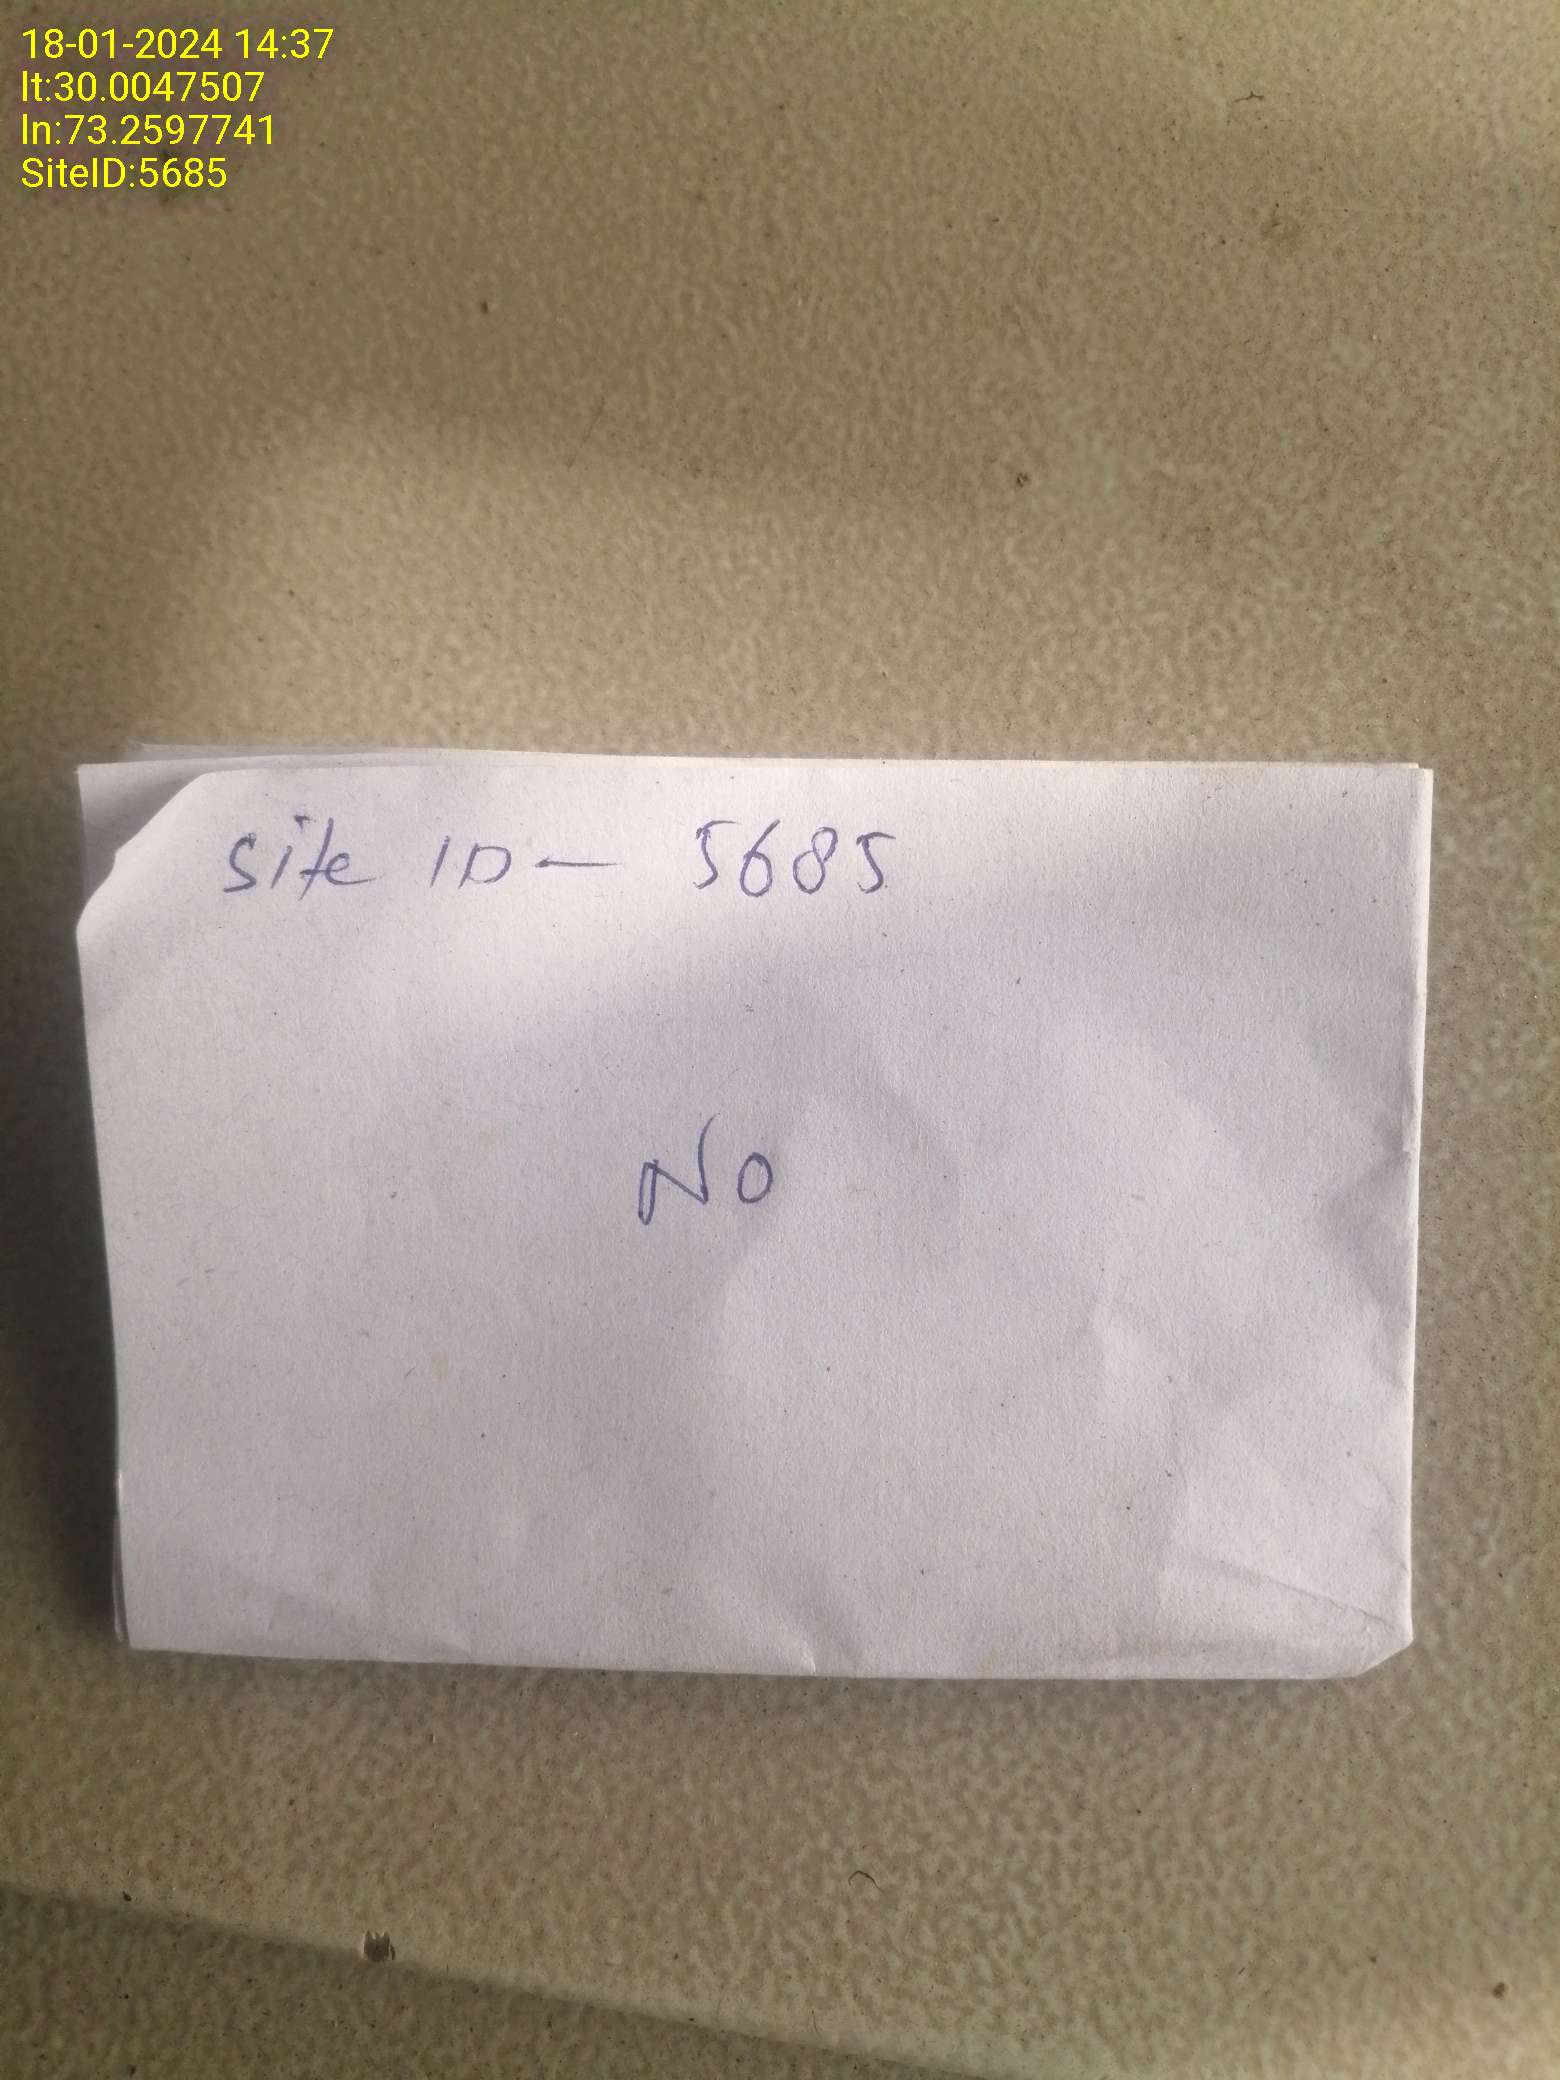 18-01-2024 14:37
lt:30.0047507
ln:73.2597741
SiteID:5685
Site ID — 5685
No